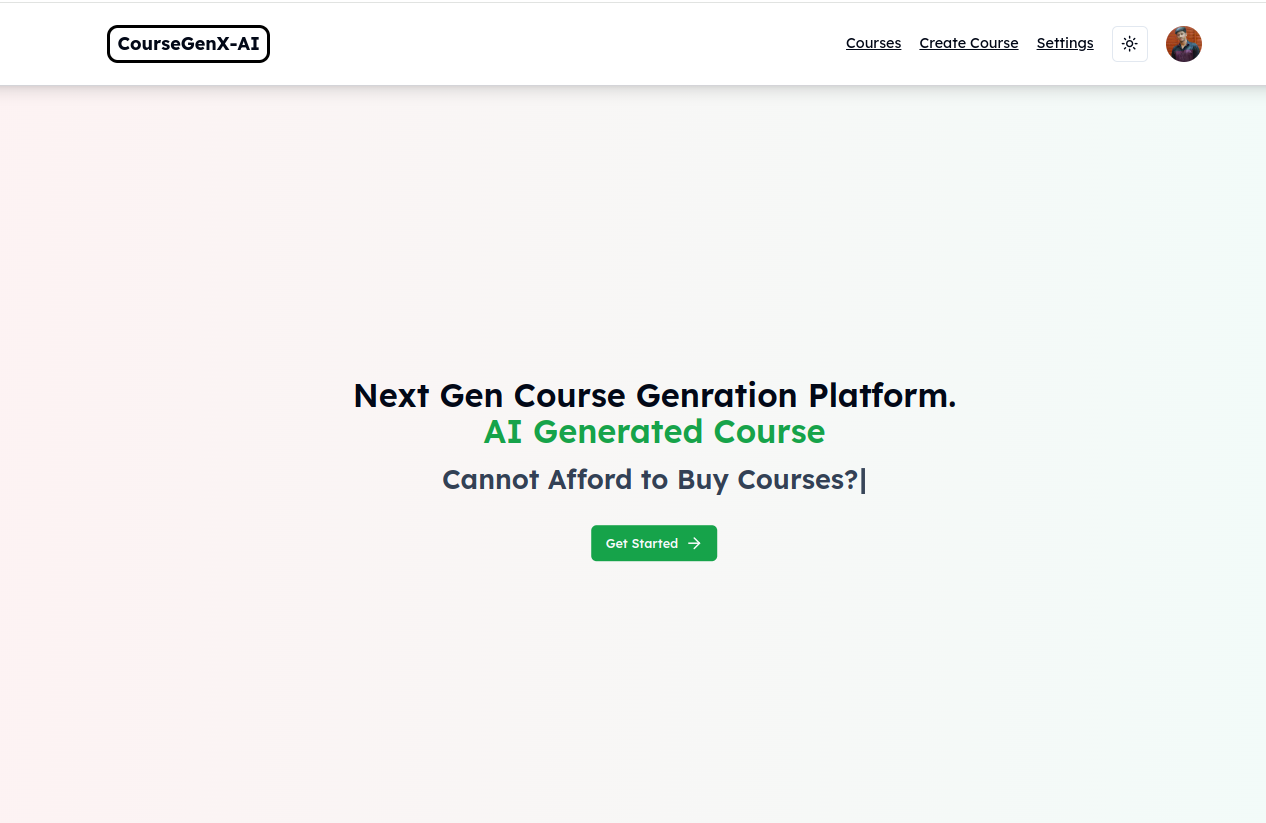 CourseGenX-AI
Courses Create Course Settings
Next Gen Course Genration Platform.
AI Generated Course
Cannot Afford to Buy Courses?|
Get Started